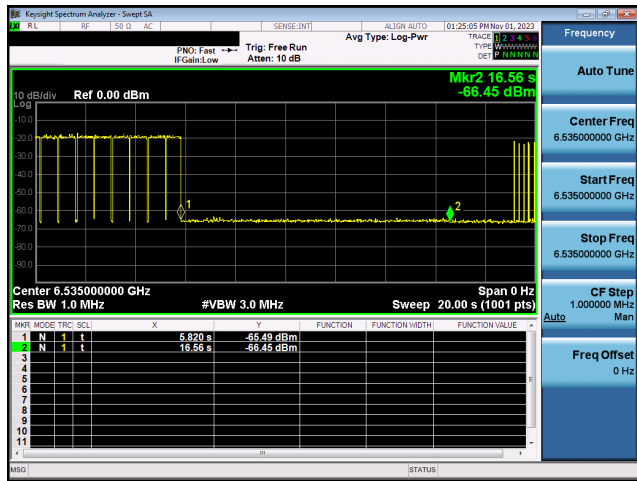 Keysight Spectrum Analyzer - Swept SA
RL RF 50 Ω AC SENSE:INT ALIGN AUTO 01:25:05 PM Nov 01, 2023
PNO: Fast Trig: Free Run Avg Type: Log-Pwr TRACE 1 2 3 4 5 6
IFGain:Low Atten: 10 dB TYPE WWWWWW
DET P N N N N N
Frequency
Mkr2 16.56 s
-66.45 dBm
10 dB/div Ref 0.00 dBm
Log
-10.0
-20.0
-30.0
-40.0
-50.0
-60.0
-70.0
-80.0
-90.0
1
2
Center 6.535000000 GHz Span 0 Hz
Res BW 1.0 MHz #VBW 3.0 MHz Sweep 20.00 s (1001 pts)
MKR MODE TRC SCL X Y FUNCTION FUNCTION WIDTH FUNCTION VALUE
1 N 1 t 5.820 s -65.49 dBm
2 N 1 t 16.56 s -66.45 dBm
3
4
5
6
7
8
9
10
11
MSG STATUS
Auto Tune
Center Freq
6.535000000 GHz
Start Freq
6.535000000 GHz
Stop Freq
6.535000000 GHz
CF Step
1.000000 MHz
Auto Man
Freq Offset
0 Hz